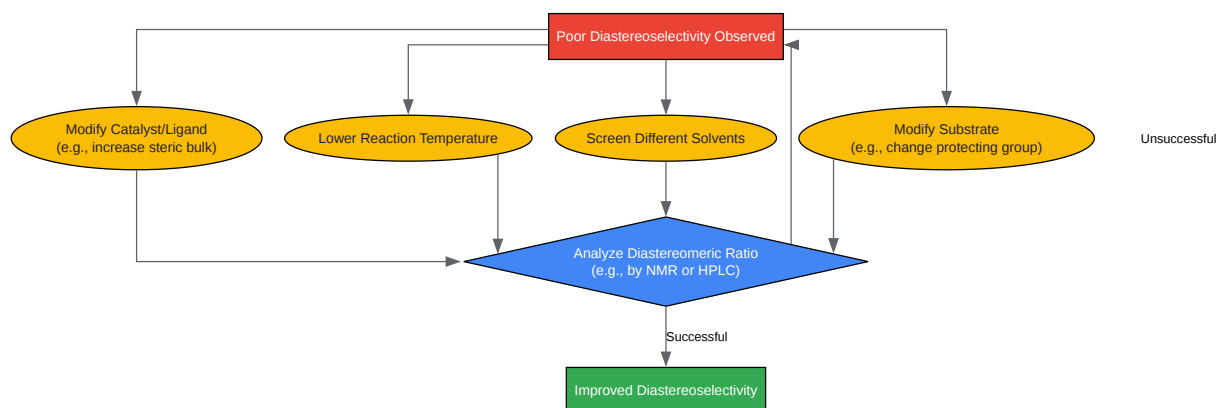 Poor Diastereoselectivity Observed
Modify Catalyst/Ligand
(e.g., increase steric bulk)
Lower Reaction Temperature
Screen Different Solvents
Modify Substrate
(e.g., change protecting group)
Unsuccessful
Analyze Diastereomeric Ratio
(e.g., by NMR or HPLC)
Successful
Improved Diastereoselectivity